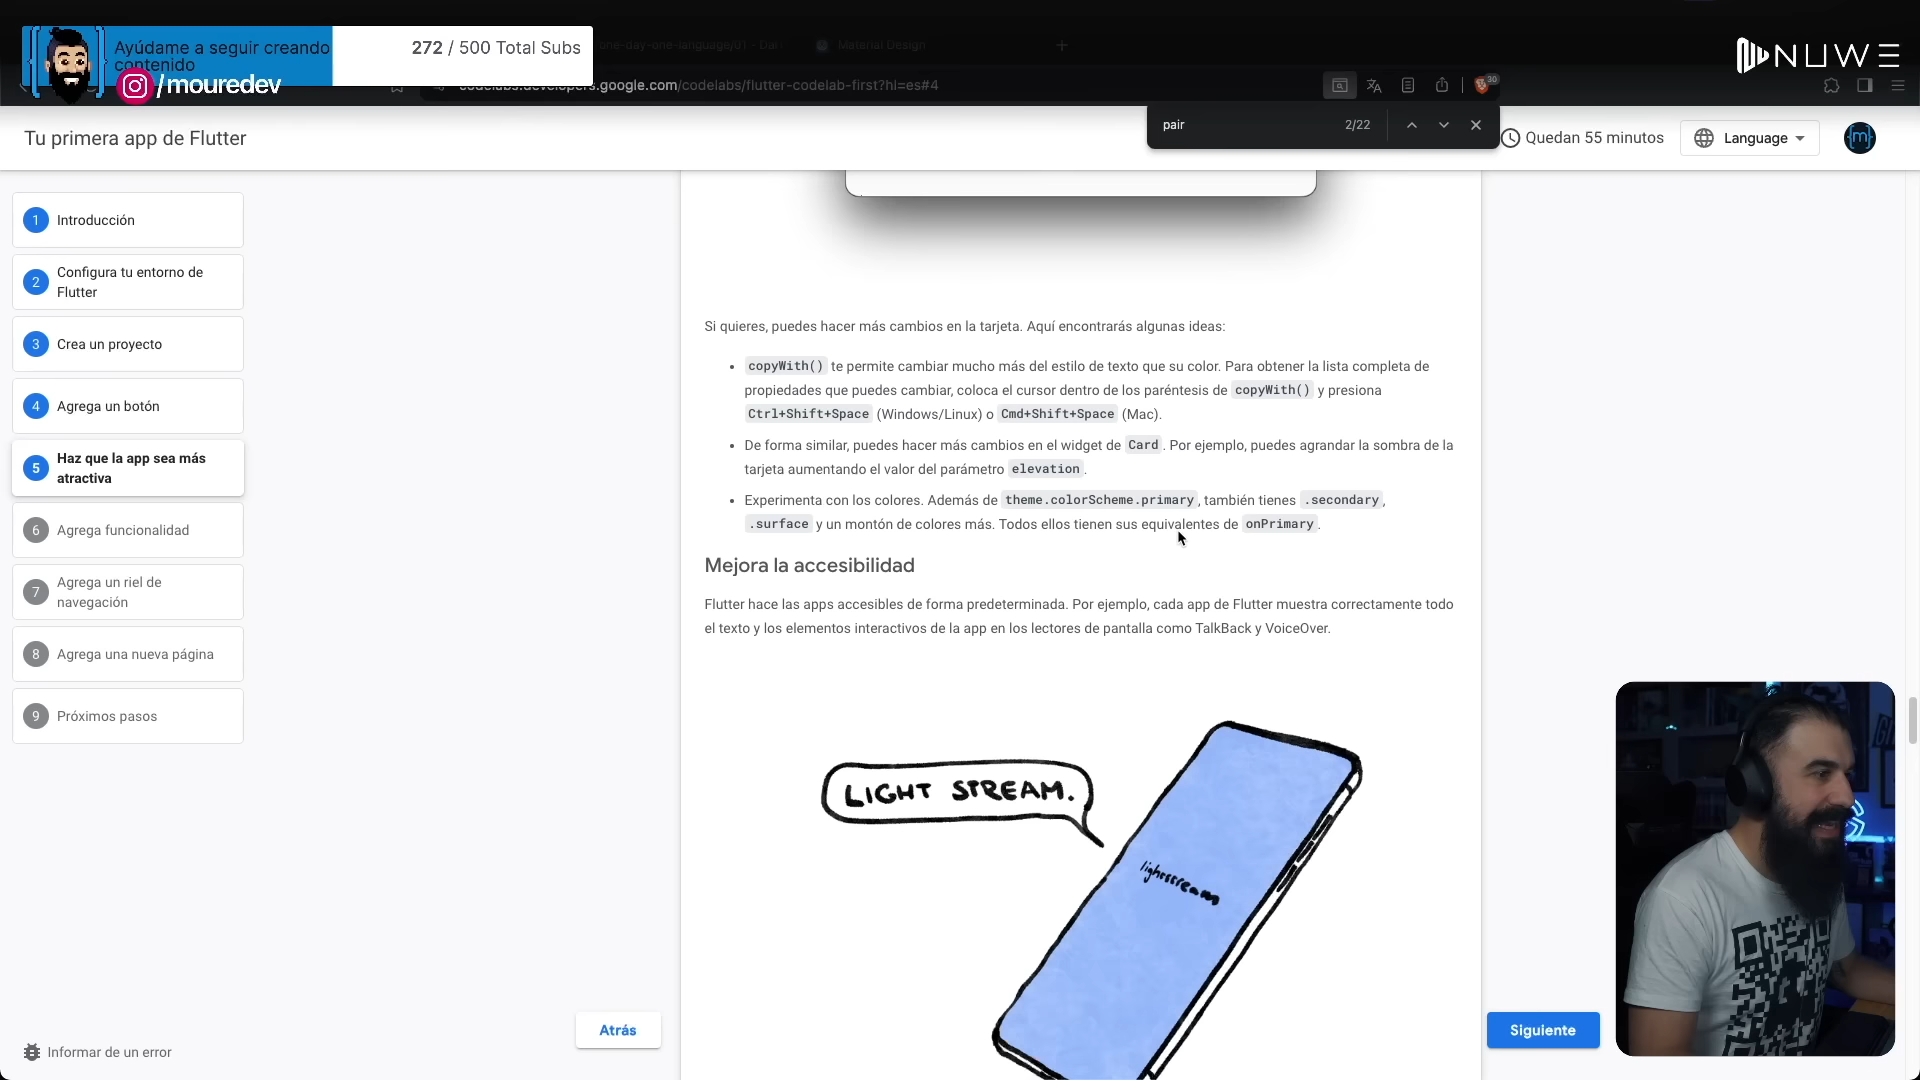 Ayúdame a seguir creando
contenido
/mouredev
272 / 500 Total Subs
one-day-one-language/01 - Dar
Material Design
NUWE
codelabs.developers.google.com/codelabs/flutter-codelab-first?hl=es#4
30
pair
2/22
Tu primera app de Flutter
Quedan 55 minutos
Language
{m}
1 Introducción
2 Configura tu entorno de
Flutter
3 Crea un proyecto
4 Agrega un botón
5 Haz que la app sea más
atractiva
6 Agrega funcionalidad
7 Agrega un riel de
navegación
8 Agrega una nueva página
9 Próximos pasos
Si quieres, puedes hacer más cambios en la tarjeta. Aquí encontrarás algunas ideas:
• copyWith() te permite cambiar mucho más del estilo de texto que su color. Para obtener la lista completa de
propiedades que puedes cambiar, coloca el cursor dentro de los paréntesis de copyWith() y presiona
Ctrl+Shift+Space (Windows/Linux) o Cmd+Shift+Space (Mac).
• De forma similar, puedes hacer más cambios en el widget de Card. Por ejemplo, puedes agrandar la sombra de la
tarjeta aumentando el valor del parámetro elevation.
• Experimenta con los colores. Además de theme.colorScheme.primary, también tienes .secondary,
.surface y un montón de colores más. Todos ellos tienen sus equivalentes de onPrimary.
Mejora la accesibilidad
Flutter hace las apps accesibles de forma predeterminada. Por ejemplo, cada app de Flutter muestra correctamente todo
el texto y los elementos interactivos de la app en los lectores de pantalla como TalkBack y VoiceOver.
LIGHT STREAM.
lightstream
Atrás
Siguiente
Informar de un error